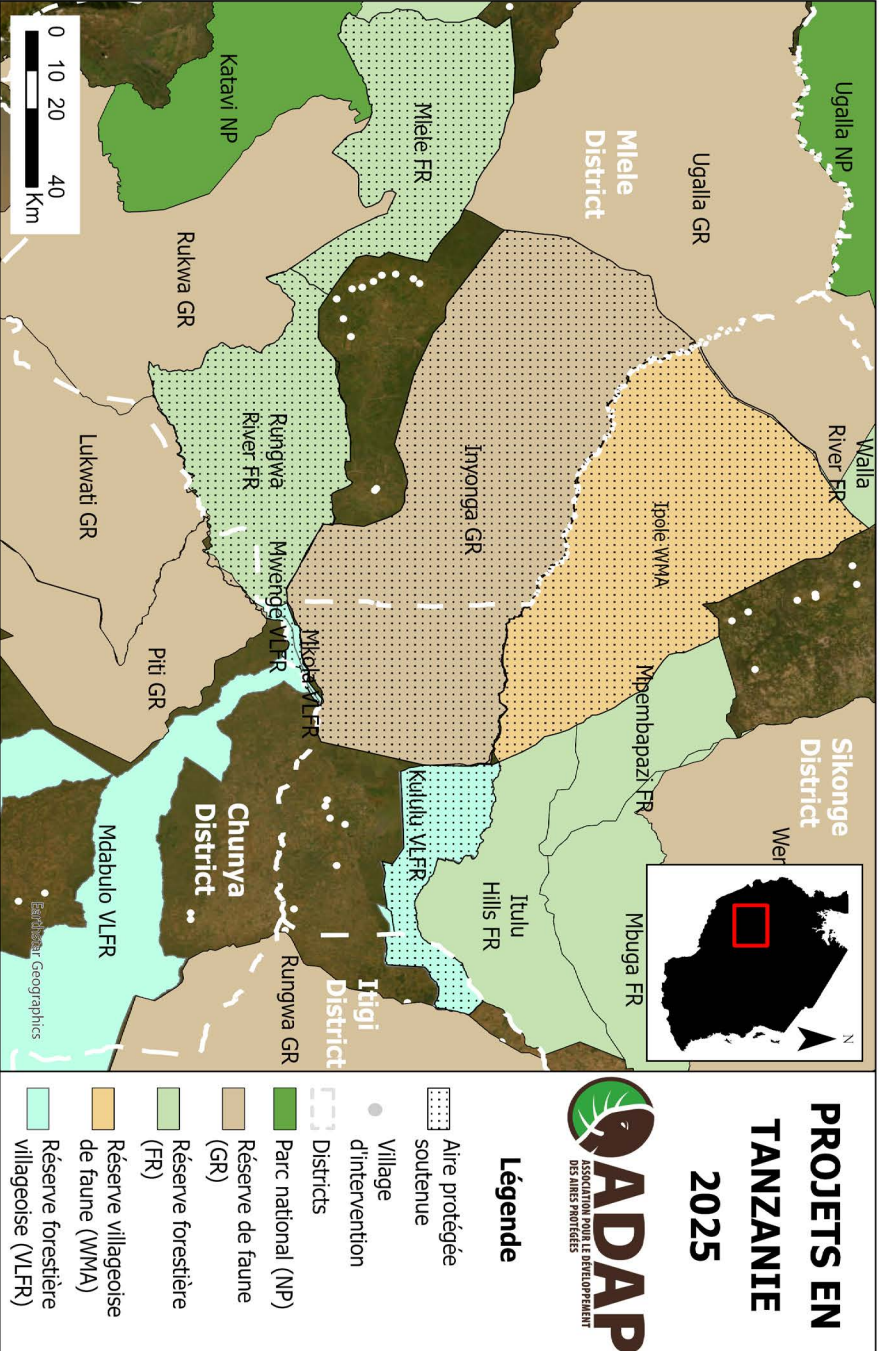 PROJETS EN
TANZANIE
2025
ADAP
ASSOCIATION POUR LE DÉVELOPPEMENT
DES AIRES PROTÉGÉES
Légende
Aire protégée
soutenue
Village
d'intervention
Districts
Parc national (NP)
Réserve de faune
(GR)
Réserve forestière
(FR)
Réserve villageoise
de faune (WMA)
Réserve forestière
villageoise (VLFR)
N
Ugalla NP
Walla
River FR
Ugalla GR
Mlele
District
Ipole WMA
Sikonge
District
Wer
Mpembapazi FR
Mbuga FR
Itulu
Hills FR
Inyonga GR
Kululu VLFR
Mlele FR
Itigi
District
Rungwa GR
Rungwa
River FR
Mwenge VLFR
Mkola VLFR
Katavi NP
Rukwa GR
Chunya
District
Lukwati GR
Piti GR
Mdabulo VLFR
0 10 20 40
Km
Earthstar Geographics